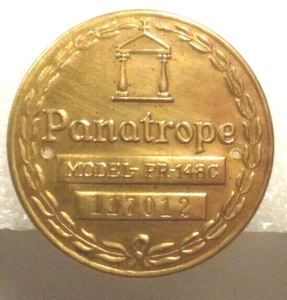 Panatrope
MODEL- PR-148C
117012